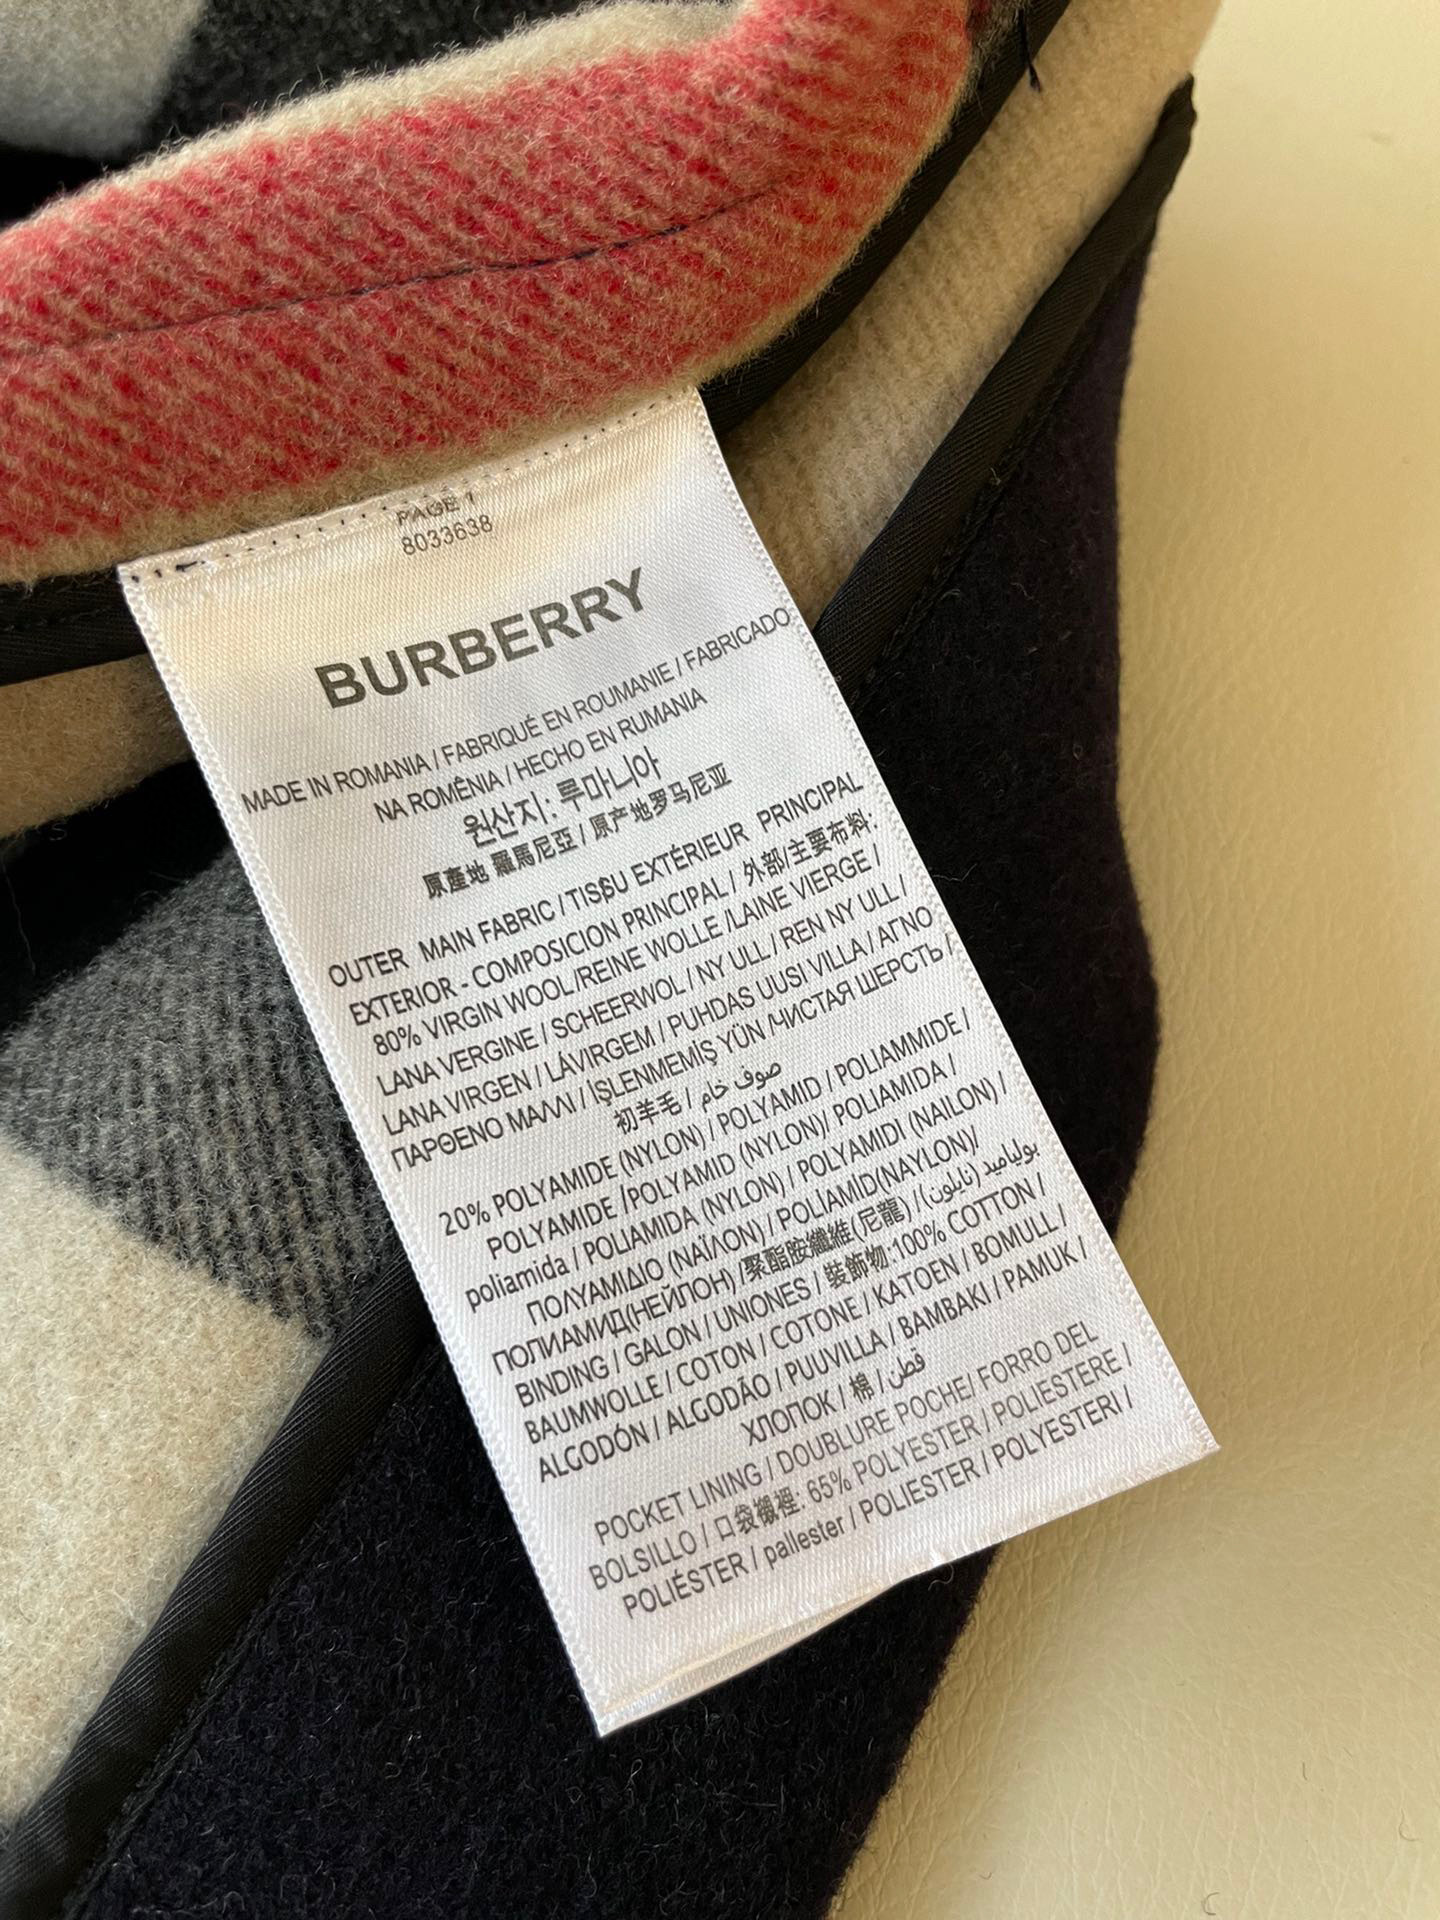 PAGE 1
8033638
BURBERRY
MADE IN ROMANIA / FABRIQUÉ EN ROUMANIE / FABRICADO
NA ROMÊNIA / HECHO EN RUMANIA
원산지: 루마니아
原產地 羅馬尼亞 / 原产地罗马尼亚
OUTER MAIN FABRIC / TISSU EXTÉRIEUR PRINCIPAL
EXTERIOR - COMPOSICION PRINCIPAL / 外部/主要布料:
80% VIRGIN WOOL/REINE WOLLE /LAINE VIERGE /
LANA VERGINE / SCHEERWOL / NY ULL / REN NY ULL /
LANA VIRGEN / LÁVIRGEM / PUHDAS UUSI VILLA / ΑΓΝΟ
ΠΑΡΘΕΝΟ ΜΑΛΛΙ / İŞLENMEMİŞ YÜN /ЧИСТАЯ ШЕРСТЬ /
初羊毛 / صوف خام
20% POLYAMIDE (NYLON) / POLYAMID / POLIAMMIDE /
POLYAMIDE /POLYAMID (NYLON)/ POLIAMIDA /
poliamida / POLIAMIDA (NYLON) / POLYAMIDI (NAILON) /
ΠΟΛΥΑΜΙΔΙΟ (ΝΑΪΛΟΝ) / POLİAMİD(NAYLON)/
ПОЛИАМИД(НЕЙЛОН) /聚酯胺纖維(尼龍) /بولياميد (نايلون)
BINDING / GALON / UNIONES / 裝飾物:100% COTTON /
BAUMWOLLE / COTON / COTONE / KATOEN / BOMULL /
ALGODÓN / ALGODÃO / PUUVILLA / BAMBAKI / PAMUK /
ХЛОПОК / 棉 / قطن
POCKET LINING / DOUBLURE POCHE/ FORRO DEL
BOLSILLO / 口袋襯裡: 65% POLYESTER / POLIESTERE /
POLIÉSTER / pallester / POLIESTER / POLYESTERI /